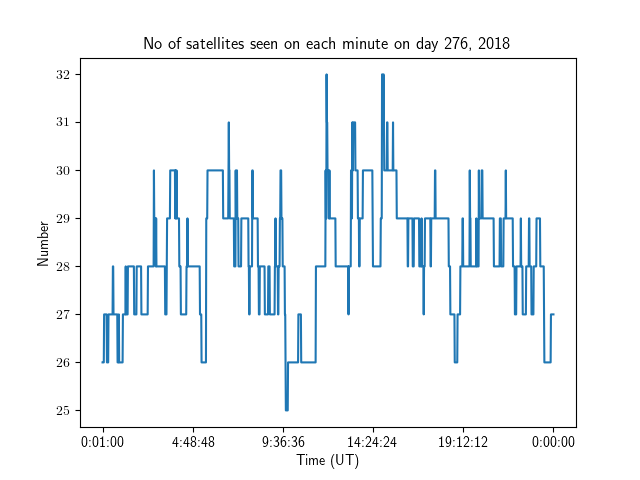 No of satellites seen on each minute on day 276, 2018
32
31
30
29
28
27
26
25
Number
0:01:00 4:48:48 9:36:36 14:24:24 19:12:12 0:00:00
Time (UT)